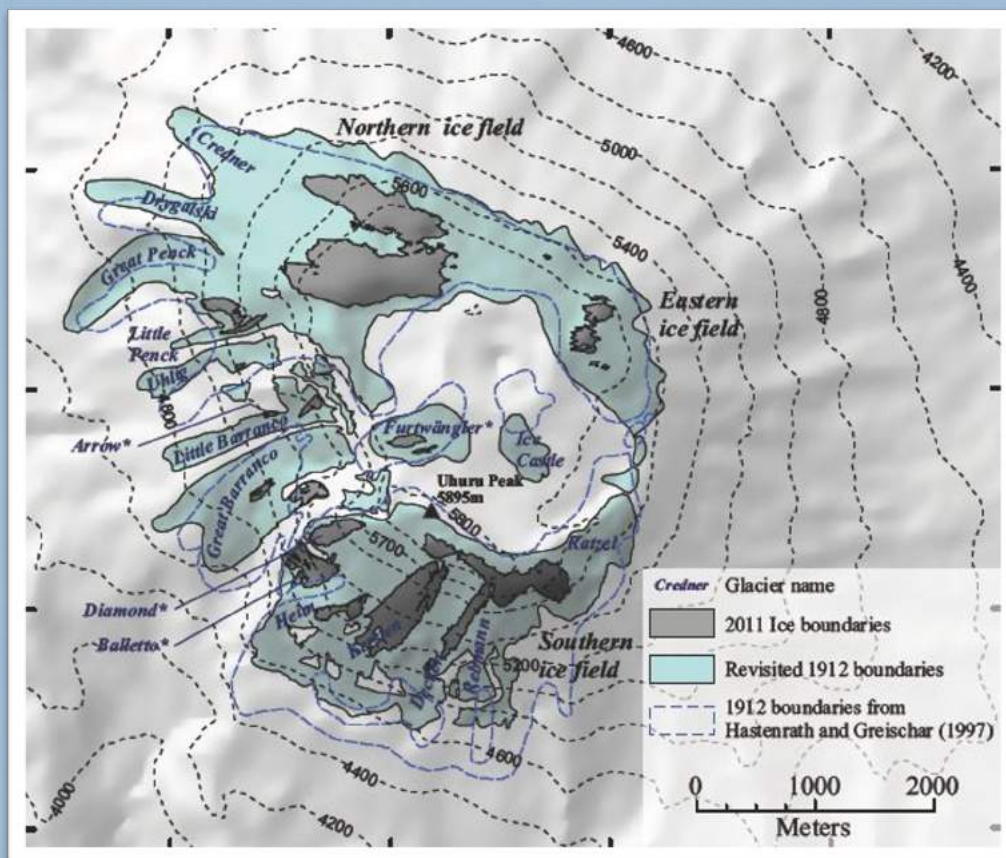 4600
4200
Northern ice field
5000
Credner
5600
Drygalski
5400
4400
Great Penck
Eastern
ice field
4800
Little
Penck
Uhlig
4800
Arrow*
Little Barranco
Furtwängler*
Ice
Castle
Great Barranco
Uhuru Peak
5895m
5800
5700
Ratzel
Diamond*
Heim
Balletto*
Kersten
Southern
ice field
Decken
Rebmann
5200
Credner Glacier name
2011 Ice boundaries
Revisited 1912 boundaries
1912 boundaries from
Hastenrath and Greischar (1997)
4600
4400
4000
4200
0 1000 2000
Meters